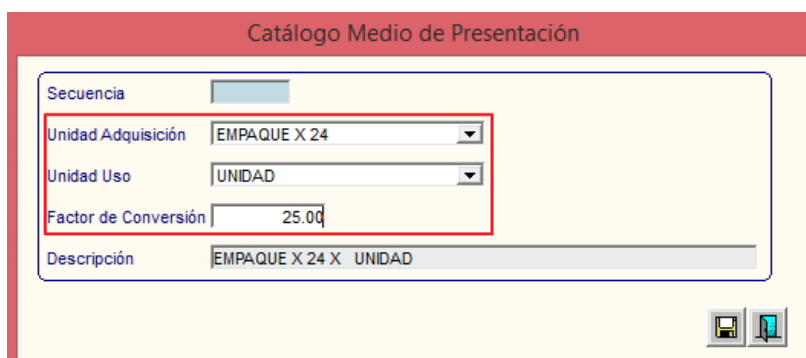 Catálogo Medio de Presentación
Secuencia
Unidad Adquisición EMPAQUE X 24
Unidad Uso UNIDAD
Factor de Conversión 25.00
Descripción EMPAQUE X 24 X UNIDAD